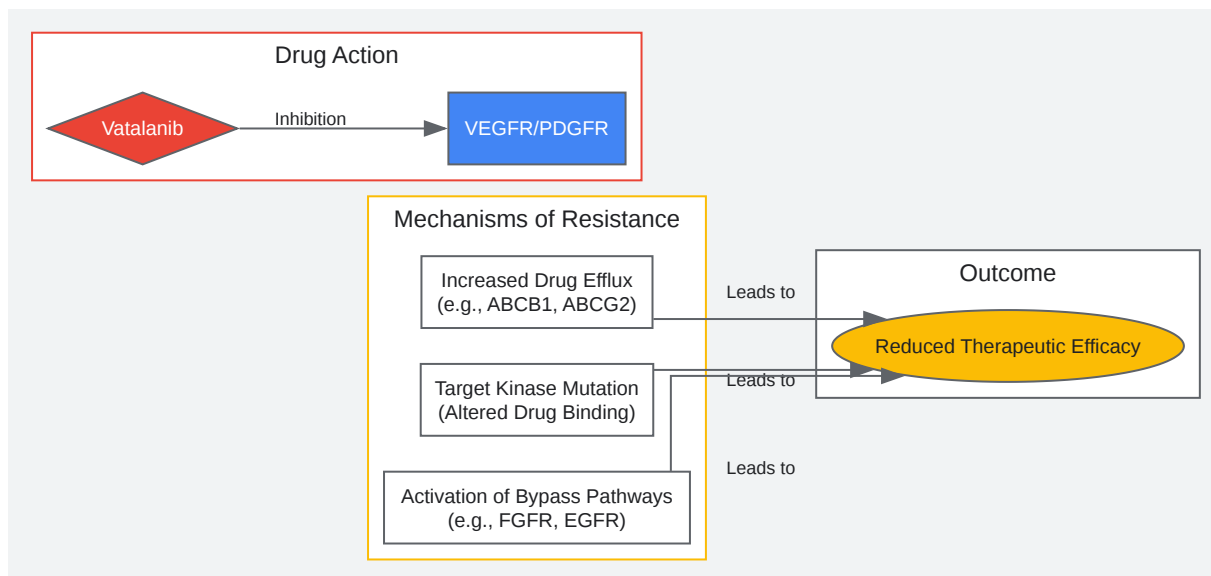 Drug Action
Vatalanib
Inhibition
VEGFR/PDGFR
Mechanisms of Resistance
Increased Drug Efflux
(e.g., ABCB1, ABCG2)
Leads to
Outcome
Reduced Therapeutic Efficacy
Target Kinase Mutation
(Altered Drug Binding)
Leads to
Activation of Bypass Pathways
(e.g., FGFR, EGFR)
Leads to